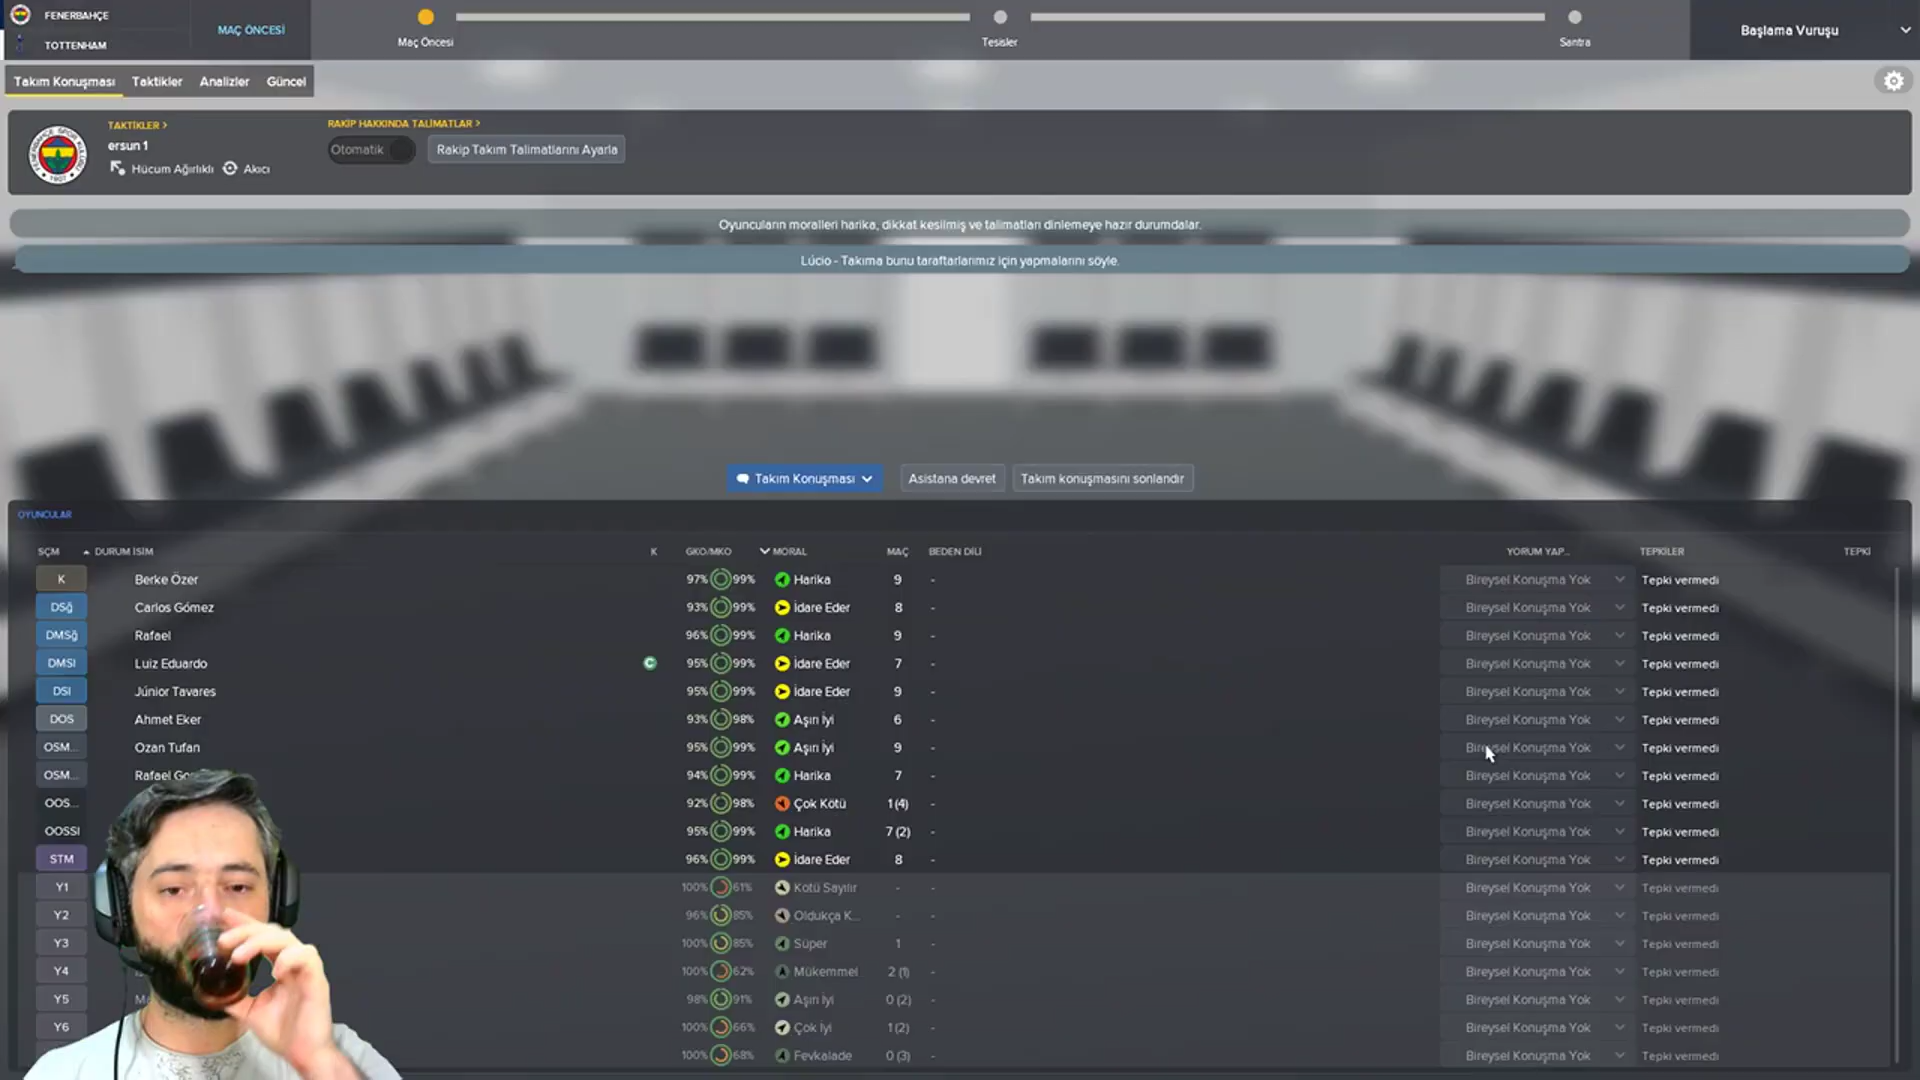 FENERBAHÇE
TOTTENHAM
MAÇ ÖNCESİ
Maç Öncesi
Tesisler
Santra
Başlama Vuruşu
Takım Konuşması Taktikler Analizler Güncel
TAKTİKLER >
ersun 1
Hücum Ağırlıklı Akıcı
RAKİP HAKKINDA TALİMATLAR >
Otomatik Rakip Takım Talimatlarını Ayarla
Oyuncuların moralleri harika, dikkat kesilmiş ve talimatları dinlemeye hazır durumdalar.
Lúcio - Takıma bunu taraftarlarımız için yapmalarını söyle.
Takım Konuşması Asistana devret Takım konuşmasını sonlandır
OYUNCULAR
SÇM DURUM İSİM K GKO/MKO MORAL MAÇ BEDEN DİLİ YORUM YAP... TEPKİLER TEPKİ
K Berke Özer 97% 99% Harika 9 - Bireysel Konuşma Yok Tepki vermedi
DSğ Carlos Gómez 93% 99% İdare Eder 8 - Bireysel Konuşma Yok Tepki vermedi
DMSğ Rafael 96% 99% Harika 9 - Bireysel Konuşma Yok Tepki vermedi
DMSl Luiz Eduardo C 95% 99% İdare Eder 7 - Bireysel Konuşma Yok Tepki vermedi
DSl Júnior Tavares 95% 99% İdare Eder 9 - Bireysel Konuşma Yok Tepki vermedi
DOS Ahmet Eker 93% 98% Aşırı İyi 6 - Bireysel Konuşma Yok Tepki vermedi
OSM... Ozan Tufan 95% 99% Aşırı İyi 9 - Bireysel Konuşma Yok Tepki vermedi
OSM... Rafael 94% 99% Harika 7 - Bireysel Konuşma Yok Tepki vermedi
OOS... 92% 98% Çok Kötü 1 (4) - Bireysel Konuşma Yok Tepki vermedi
OOSSl 95% 99% Harika 7 (2) - Bireysel Konuşma Yok Tepki vermedi
STM 96% 99% İdare Eder 8 - Bireysel Konuşma Yok Tepki vermedi
Y1 100% 61% Kötü Sayılır - - Bireysel Konuşma Yok Tepki vermedi
Y2 96% 85% Oldukça K... - - Bireysel Konuşma Yok Tepki vermedi
Y3 100% 85% Süper 1 - Bireysel Konuşma Yok Tepki vermedi
Y4 100% 62% Mükemmel 2 (1) - Bireysel Konuşma Yok Tepki vermedi
Y5 98% 91% Aşırı İyi 0 (2) - Bireysel Konuşma Yok Tepki vermedi
Y6 100% 66% Çok İyi 1 (2) - Bireysel Konuşma Yok Tepki vermedi
100% 68% Fevkalade 0 (3) - Bireysel Konuşma Yok Tepki vermedi